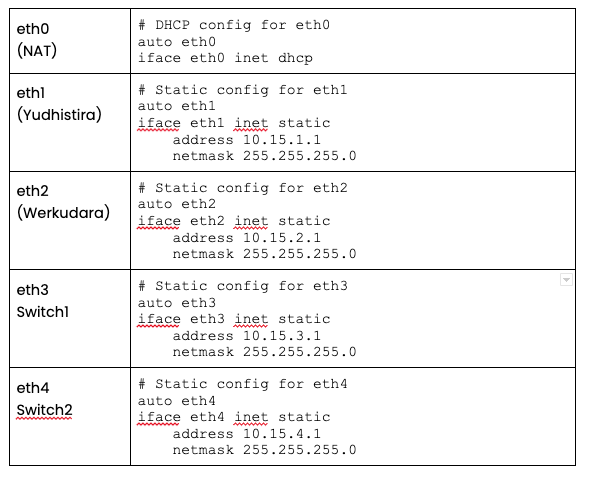 eth0
(NAT)
# DHCP config for eth0
auto eth0
iface eth0 inet dhcp
eth1
(Yudhistira)
# Static config for eth1
auto eth1
iface eth1 inet static
address 10.15.1.1
netmask 255.255.255.0
eth2
(Werkudara)
# Static config for eth2
auto eth2
iface eth2 inet static
address 10.15.2.1
netmask 255.255.255.0
eth3
Switch1
# Static config for eth3
auto eth3
iface eth3 inet static
address 10.15.3.1
netmask 255.255.255.0
eth4
Switch2
# Static config for eth4
auto eth4
iface eth4 inet static
address 10.15.4.1
netmask 255.255.255.0